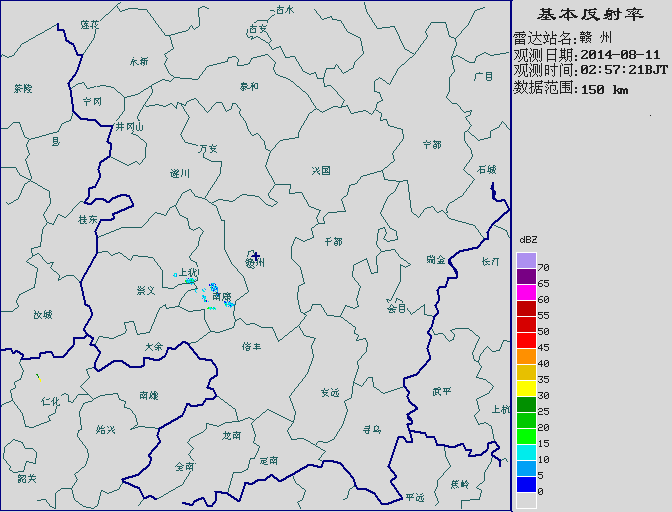 基本反射率
雷达站名:赣 州
观测日期:2014-08-11
观测时间:02:57:21BJT
数据范围:150 km
dBZ
70
65
60
55
50
45
40
35
30
25
20
15
10
5
0
莲花
吉水
吉安
永新
茶陵
宁冈
泰和
广昌
井冈山
万安
宁都
遂川
兴国
石城
桂东
于都
赣州
瑞金
长汀
上犹
崇义
南康
会昌
汝城
大余
信丰
仁化
南雄
安远
武平
上杭
始兴
龙南
寻乌
全南
定南
韶关
平远
蕉岭